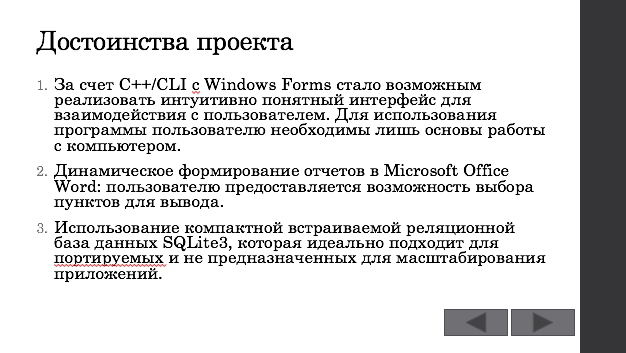 Достоинства проекта
1. За счет C++/CLI с Windows Forms стало возможным
реализовать интуитивно понятный интерфейс для
взаимодействия с пользователем. Для использования
программы пользователю необходимы лишь основы работы
с компьютером.
2. Динамическое формирование отчетов в Microsoft Office
Word: пользователю предоставляется возможность выбора
пунктов для вывода.
3. Использование компактной встраиваемой реляционной
база данных SQLite3, которая идеально подходит для
портируемых и не предназначенных для масштабирования
приложений.